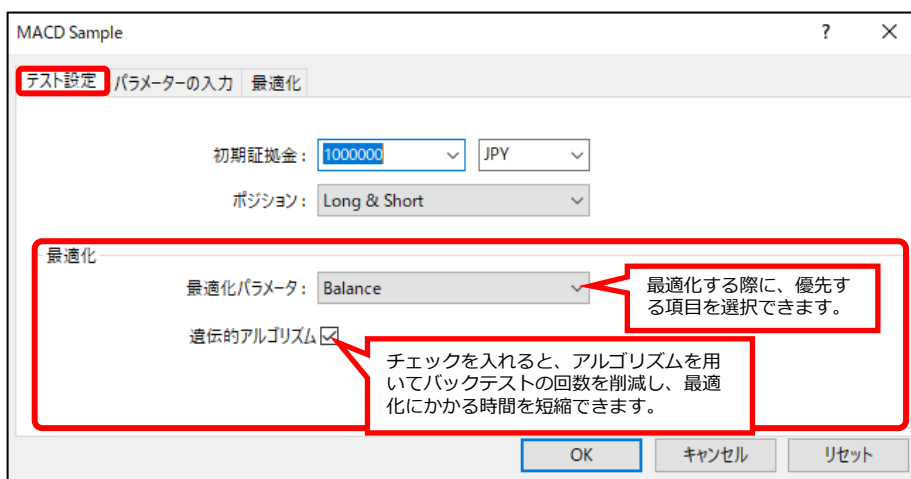 MACD Sample
テスト設定 パラメーターの入力 最適化
初期証拠金: 1000000 JPY
ポジション: Long & Short
最適化
最適化パラメータ: Balance
最適化する際に、優先す
る項目を選択できます。
遺伝的アルゴリズム
チェックを入れると、アルゴリズムを用
いてバックテストの回数を削減し、最適
化にかかる時間を短縮できます。
OK キャンセル リセット